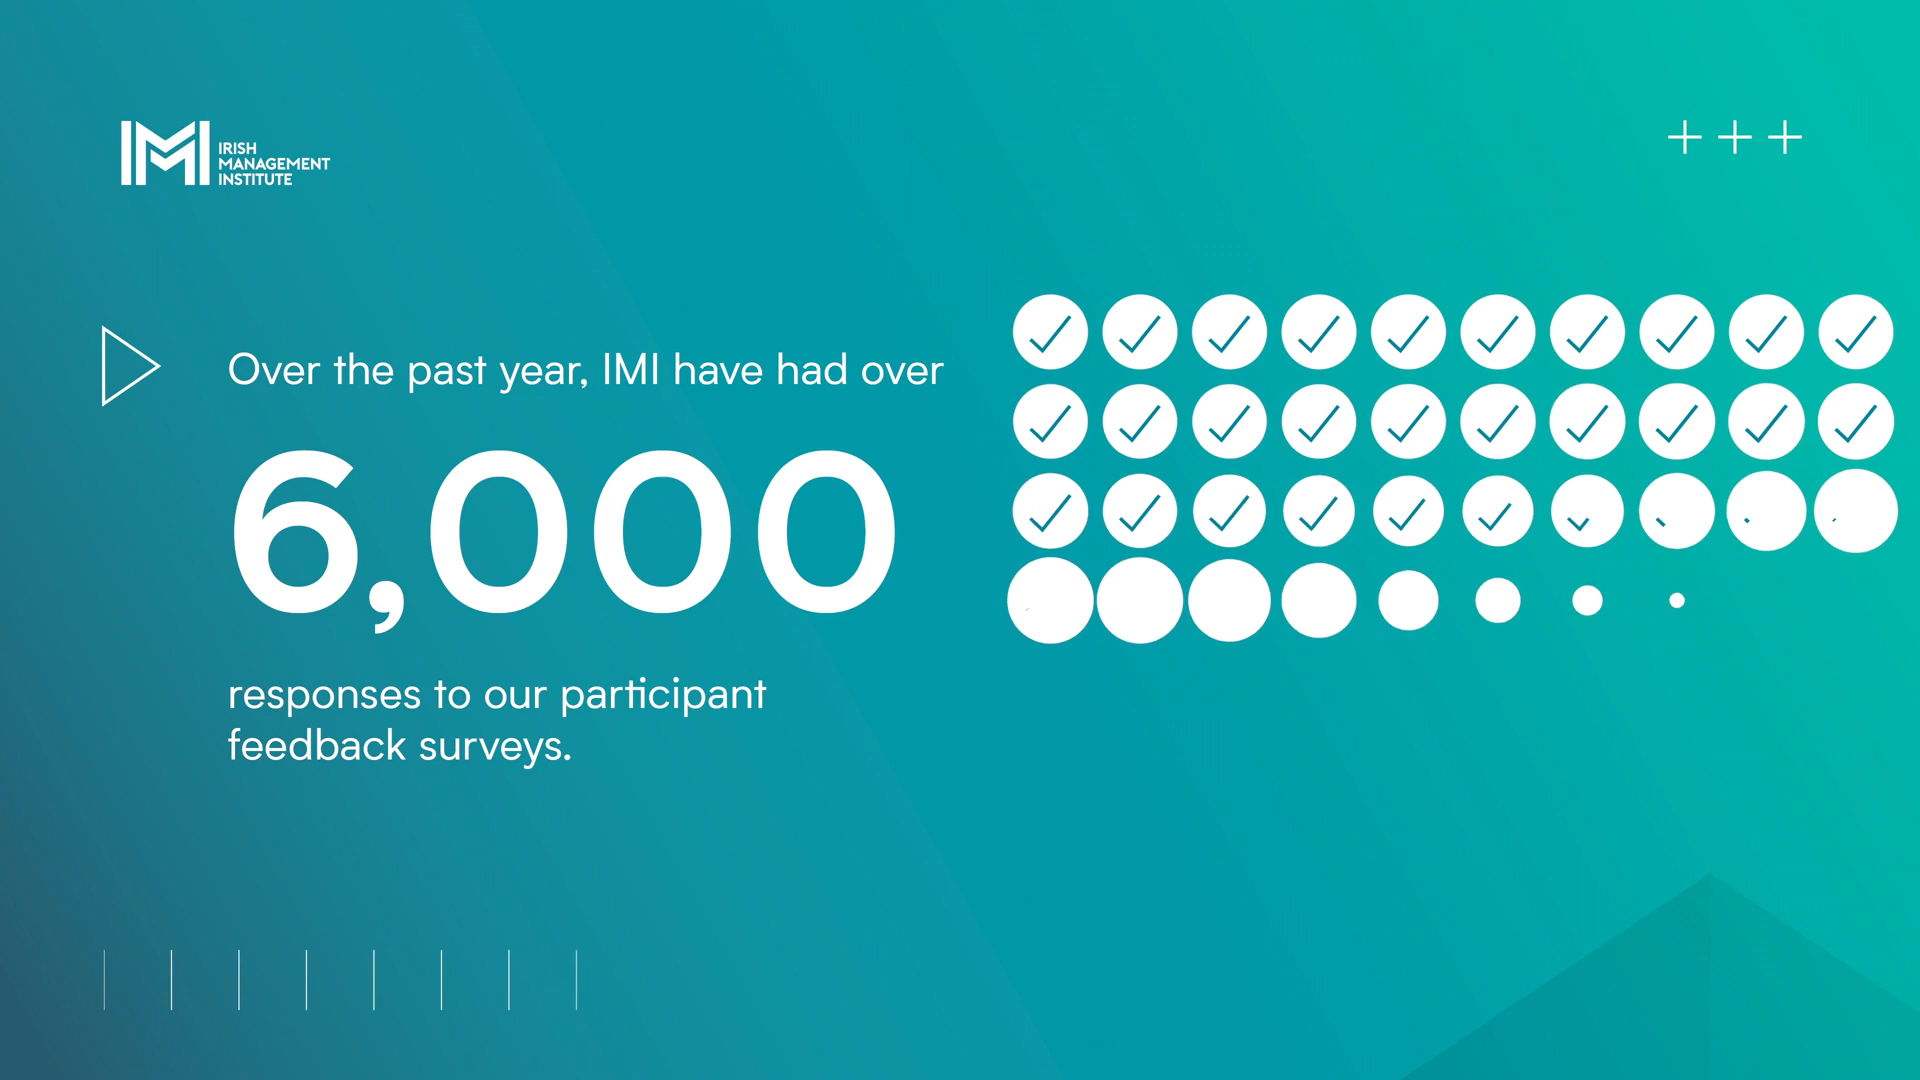 IRISH
MANAGEMENT
INSTITUTE
Over the past year, IMI have had over
6,000
responses to our participant
feedback surveys.